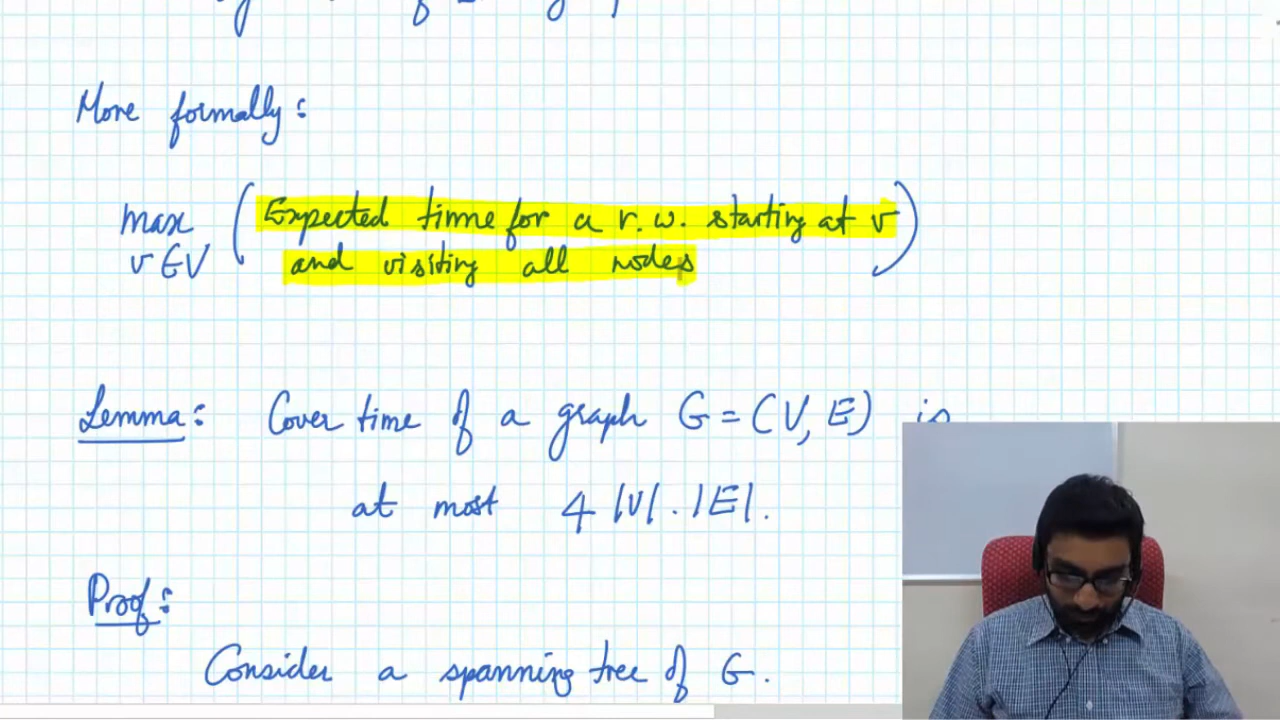 More formally:
max ( Expected time for a r.w. starting at v )
v ∈ V and visiting all nodes
Lemma: Cover time of a graph G = (V, E) is
at most 4 |V| . |E|.
Proof:
Consider a spanning tree of G.